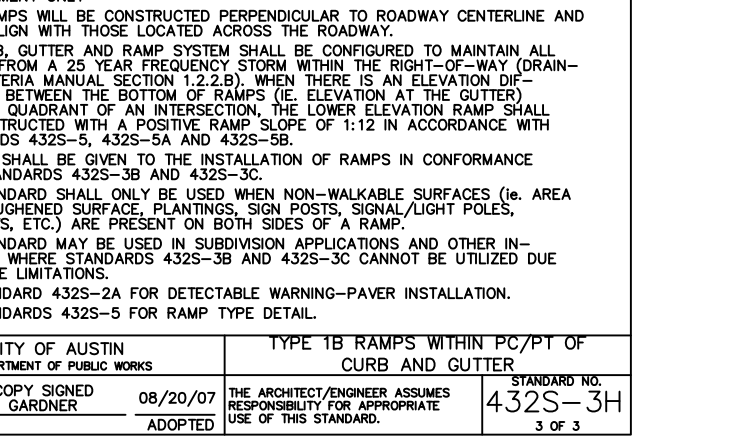 MPS WILL BE CONSTRUCTED PERPENDICULAR TO ROADWAY CENTERLINE AND
LIGN WITH THOSE LOCATED ACROSS THE ROADWAY.
B, GUTTER AND RAMP SYSTEM SHALL BE CONFIGURED TO MAINTAIN ALL
FROM A 25 YEAR FREQUENCY STORM WITHIN THE RIGHT-OF-WAY (DRAIN-
TERIA MANUAL SECTION 1.2.2.B). WHEN THERE IS AN ELEVATION DIF-
BETWEEN THE BOTTOM OF RAMPS (IE. ELEVATION AT THE GUTTER)
QUADRANT OF AN INTERSECTION, THE LOWER ELEVATION RAMP SHALL
STRUCTED WITH A POSITIVE RAMP SLOPE OF 1:12 IN ACCORDANCE WITH
DS 432S-5, 432S-5A AND 432S-5B.
SHALL BE GIVEN TO THE INSTALLATION OF RAMPS IN CONFORMANCE
ANDARDS 432S-3B AND 432S-3C.
NDARD SHALL ONLY BE USED WHEN NON-WALKABLE SURFACES (ie. AREA
UGHENED SURFACE, PLANTINGS, SIGN POSTS, SIGNAL/LIGHT POLES,
S, ETC.) ARE PRESENT ON BOTH SIDES OF A RAMP.
NDARD MAY BE USED IN SUBDIVISION APPLICATIONS AND OTHER IN-
WHERE STANDARDS 432S-3B AND 432S-3C CANNOT BE UTILIZED DUE
E LIMITATIONS.
NDARD 432S-2A FOR DETECTABLE WARNING-PAVER INSTALLATION.
NDARDS 432S-5 FOR RAMP TYPE DETAIL.
ITY OF AUSTIN
RTMENT OF PUBLIC WORKS
TYPE 1B RAMPS WITHIN PC/PT OF
CURB AND GUTTER
COPY SIGNED
GARDNER
08/20/07
ADOPTED
THE ARCHITECT/ENGINEER ASSUMES
RESPONSIBILITY FOR APPROPRIATE
USE OF THIS STANDARD.
STANDARD NO.
432S-3H
3 OF 3